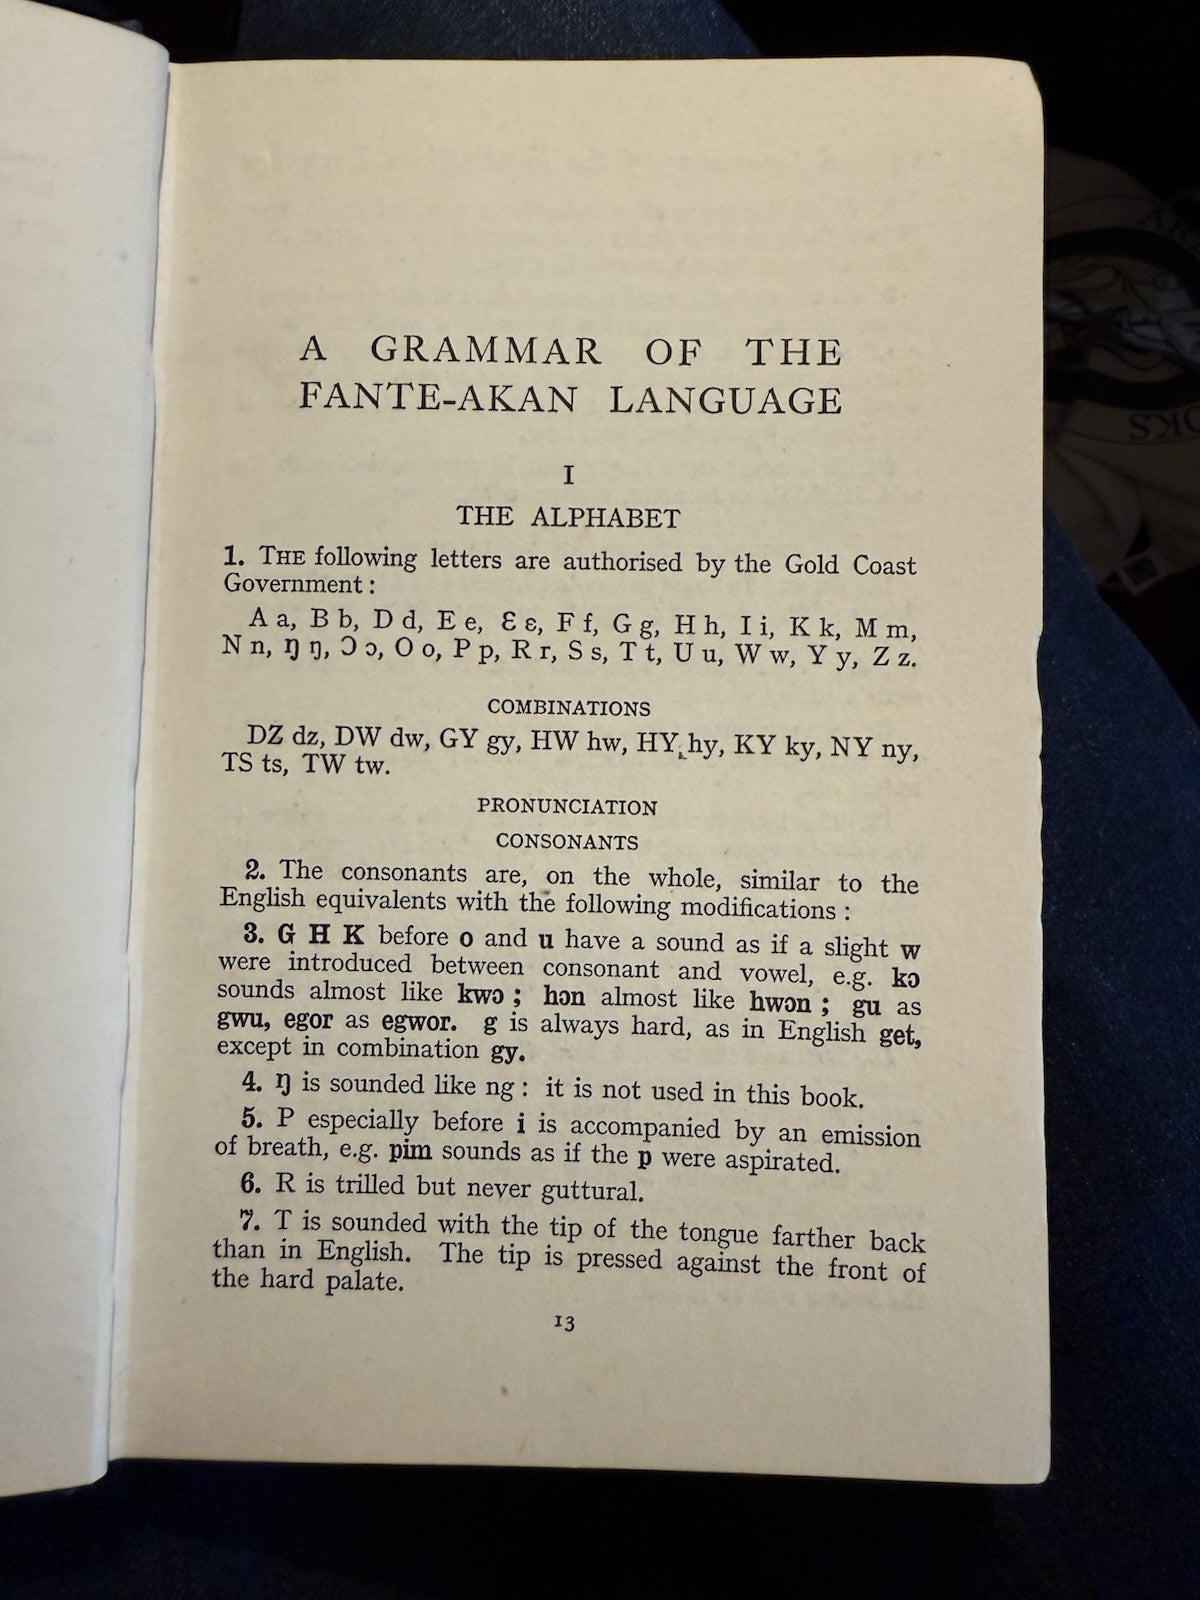 A GRAMMAR OF THE
FANTE-AKAN LANGUAGE
I
THE ALPHABET
1. THE following letters are authorised by the Gold Coast
Government :
A a, B b, D d, E e, Ɛ ɛ, F f, G g, H h, I i, K k, M m,
N n, Ŋ ŋ, Ɔ ɔ, O o, P p, R r, S s, T t, U u, W w, Y y, Z z.
COMBINATIONS
DZ dz, DW dw, GY gy, HW hw, HY hy, KY ky, NY ny,
TS ts, TW tw.
PRONUNCIATION
CONSONANTS
2. The consonants are, on the whole, similar to the
English equivalents with the following modifications :
3. G H K before o and u have a sound as if a slight w
were introduced between consonant and vowel, e.g. kɔ
sounds almost like kwɔ ; hɔn almost like hwɔn ; gu as
gwu, egor as egwor. g is always hard, as in English get,
except in combination gy.
4. Ŋ is sounded like ng : it is not used in this book.
5. P especially before i is accompanied by an emission
of breath, e.g. pim sounds as if the p were aspirated.
6. R is trilled but never guttural.
7. T is sounded with the tip of the tongue farther back
than in English. The tip is pressed against the front of
the hard palate.
13